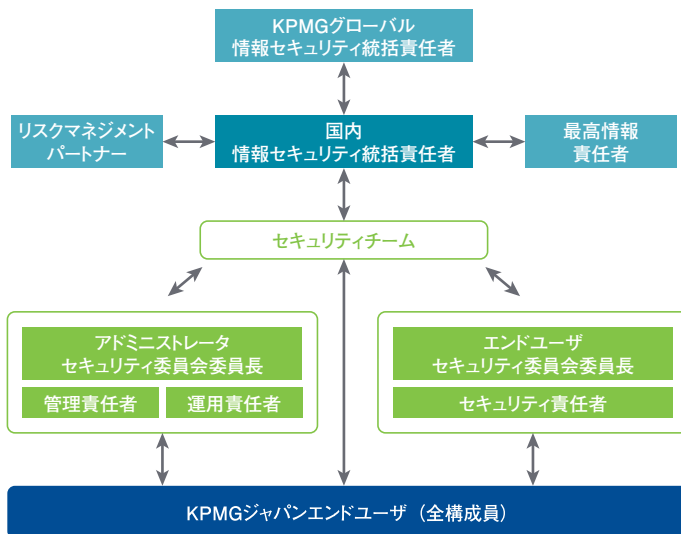 KPMGグローバル
情報セキュリティ統括責任者
リスクマネジメント
パートナー
国内
情報セキュリティ統括責任者
最高情報
責任者
セキュリティチーム
アドミニストレータ
セキュリティ委員会委員長
管理責任者
運用責任者
エンドユーザ
セキュリティ委員会委員長
セキュリティ責任者
KPMGジャパンエンドユーザ（全構成員）